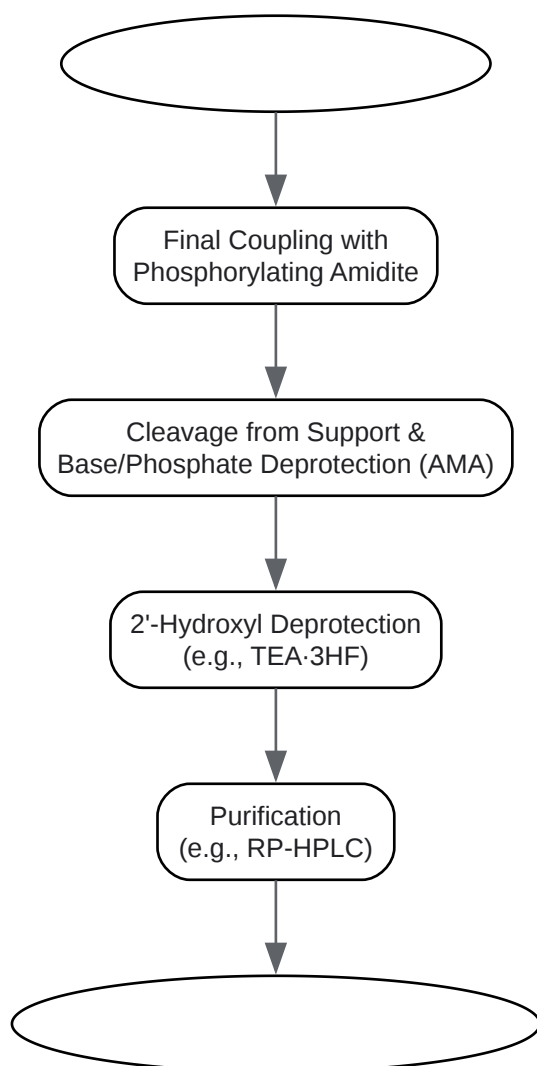 Final Coupling with
Phosphorylating Amidite
Cleavage from Support &
Base/Phosphate Deprotection (AMA)
2'-Hydroxyl Deprotection
(e.g., TEA·3HF)
Purification
(e.g., RP-HPLC)